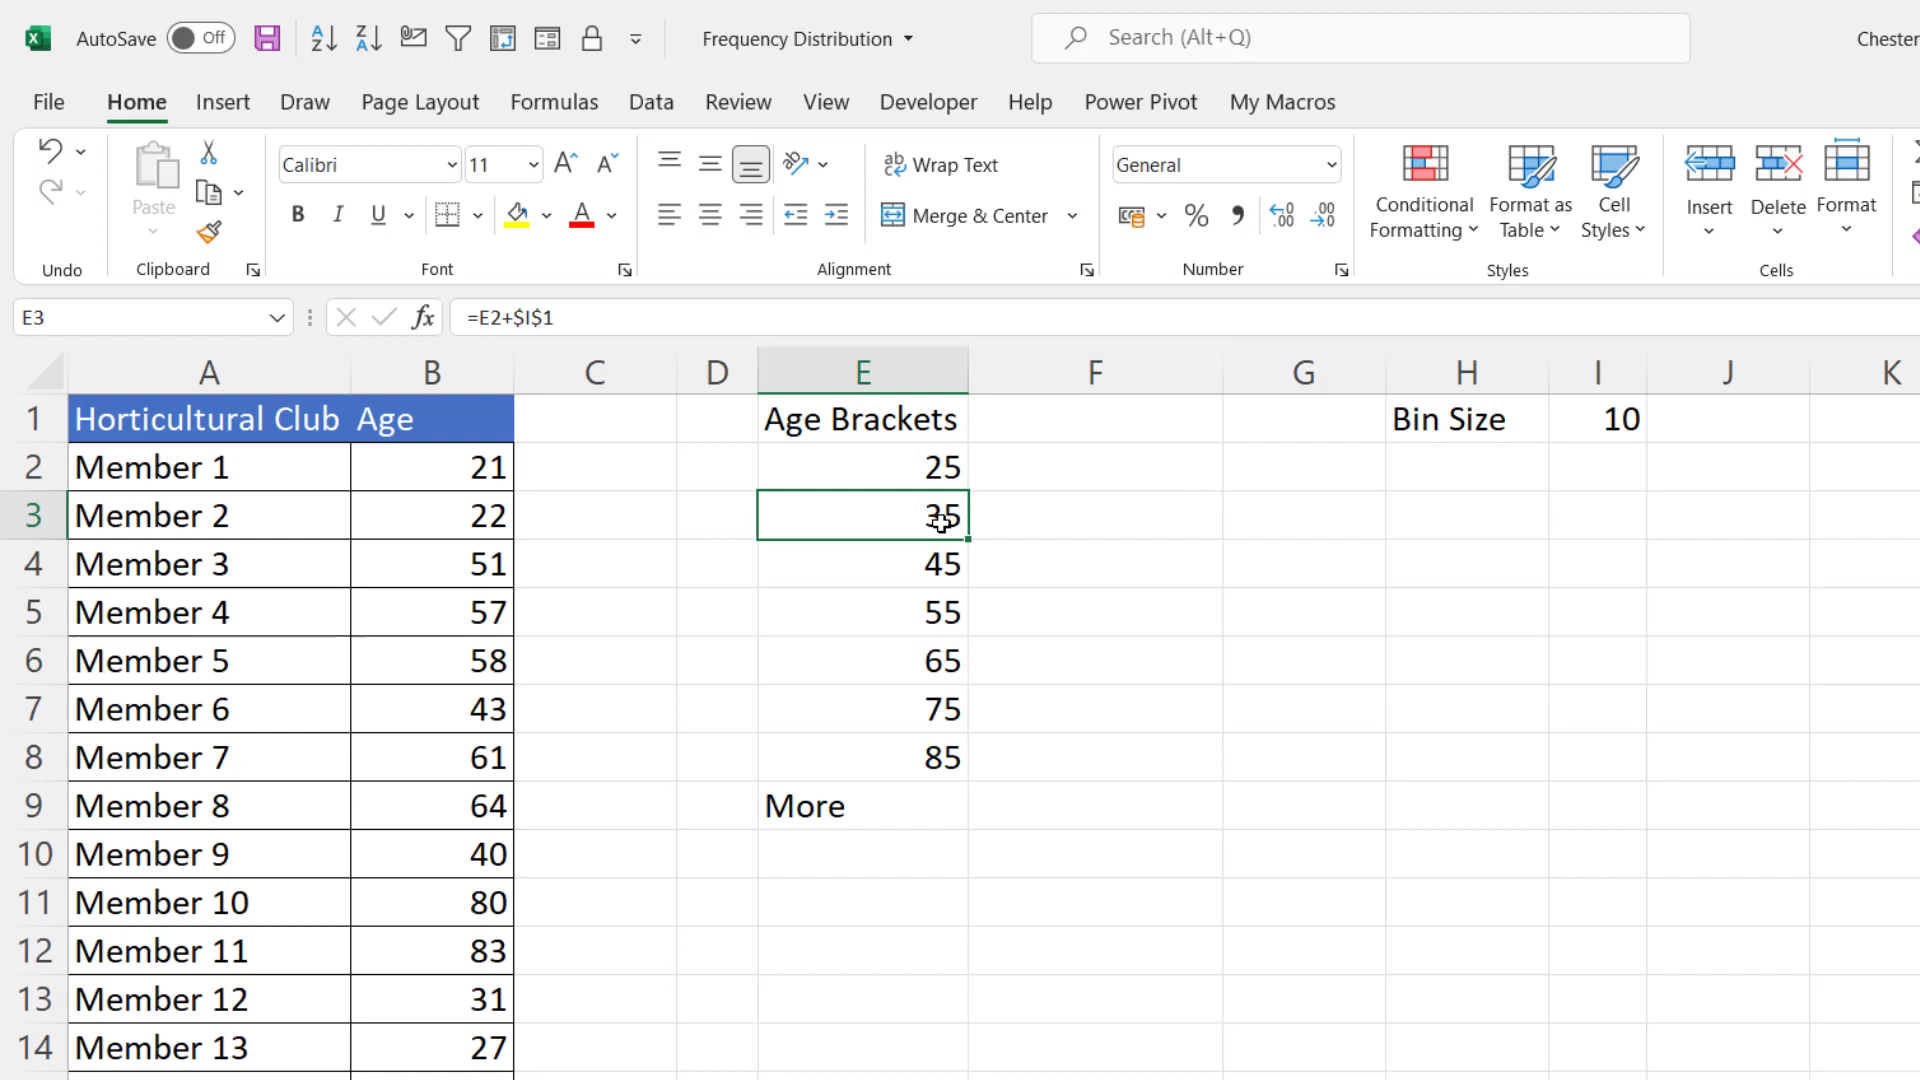 AutoSave Off Frequency Distribution Search (Alt+Q) Chester
File Home Insert Draw Page Layout Formulas Data Review View Developer Help Power Pivot My Macros
Calibri 11 Wrap Text General
Paste Conditional Format as Cell Insert Delete Format
B I U Merge & Center % Formatting Table Styles
Undo Clipboard Font Alignment Number Styles Cells
E3 fx =E2+$I$1
A B C D E F G H I J K
1 Horticultural Club Age Age Brackets Bin Size 10
2 Member 1 21 25
3 Member 2 22 35
4 Member 3 51 45
5 Member 4 57 55
6 Member 5 58 65
7 Member 6 43 75
8 Member 7 61 85
9 Member 8 64 More
10 Member 9 40
11 Member 10 80
12 Member 11 83
13 Member 12 31
14 Member 13 27